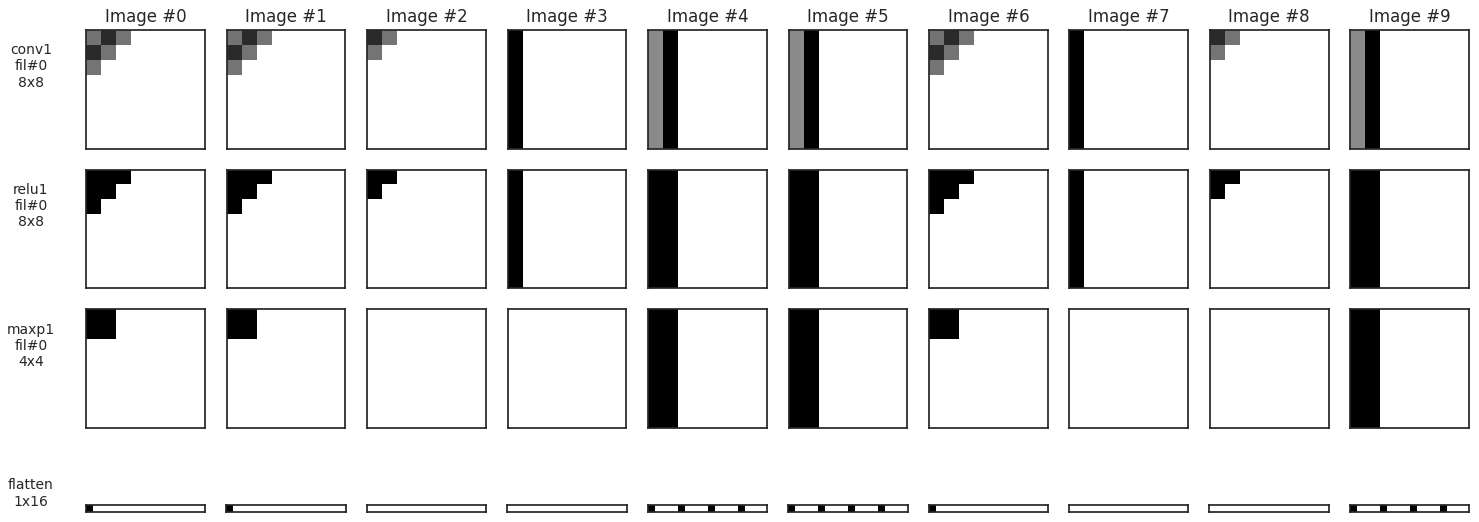 Image #0 Image #1 Image #2 Image #3 Image #4 Image #5 Image #6 Image #7 Image #8 Image #9
conv1
fil#0
8x8
relu1
fil#0
8x8
maxp1
fil#0
4x4
flatten
1x16